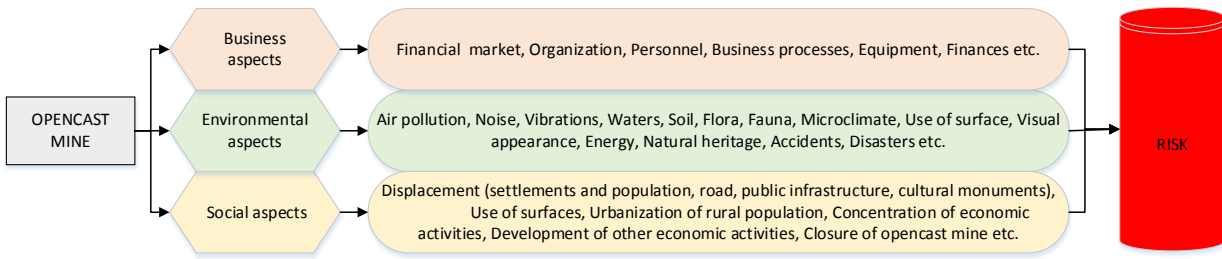 OPENCAST
MINE
Business
aspects
Financial market, Organization, Personnel, Business processes, Equipment, Finances etc.
Environmental
aspects
Air pollution, Noise, Vibrations, Waters, Soil, Flora, Fauna, Microclimate, Use of surface, Visual
appearance, Energy, Natural heritage, Accidents, Disasters etc.
Social aspects
Displacement (settlements and population, road, public infrastructure, cultural monuments),
Use of surfaces, Urbanization of rural population, Concentration of economic
activities, Development of other economic activities, Closure of opencast mine etc.
RISK